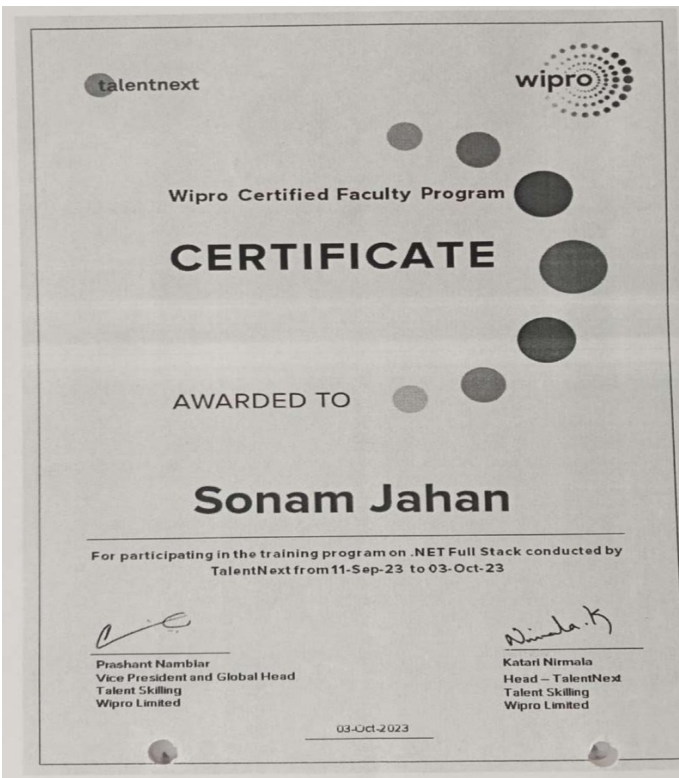 talentnext
wipro
Wipro Certified Faculty Program
CERTIFICATE
AWARDED TO
Sonam Jahan
For participating in the training program on .NET Full Stack conducted by
TalentNext from 11-Sep-23 to 03-Oct-23
Nirmala.K
Prashant Nambiar
Vice President and Global Head
Talent Skilling
Wipro Limited
Katari Nirmala
Head – TalentNext
Talent Skilling
Wipro Limited
03-Oct-2023